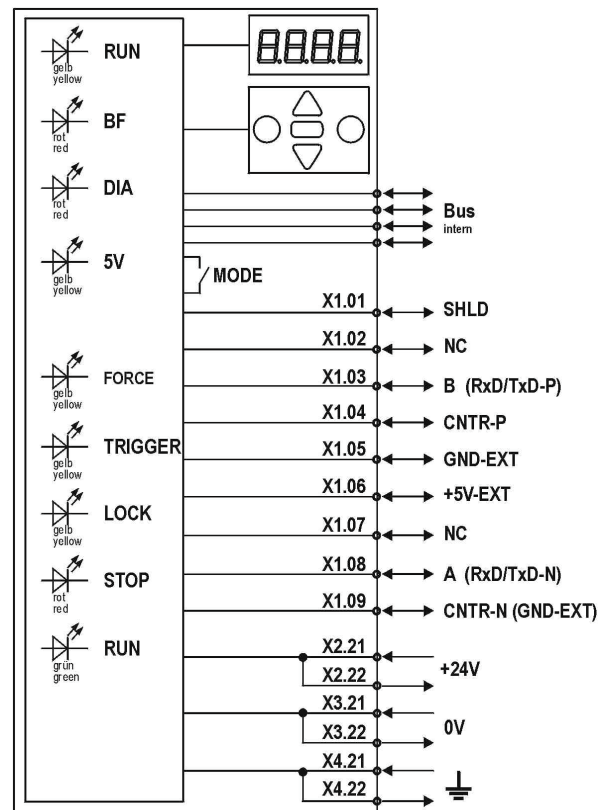 8.8.8.8
RUN
gelb
yellow
BF
rot
red
DIA
rot
red
5V
gelb
yellow
FORCE
gelb
yellow
TRIGGER
gelb
yellow
LOCK
gelb
yellow
STOP
rot
red
RUN
grün
green
Bus
intern
MODE
X1.01 SHLD
X1.02 NC
X1.03 B (RxD/TxD-P)
X1.04 CNTR-P
X1.05 GND-EXT
X1.06 +5V-EXT
X1.07 NC
X1.08 A (RxD/TxD-N)
X1.09 CNTR-N (GND-EXT)
X2.21
+24V
X2.22
X3.21
0V
X3.22
X4.21
X4.22